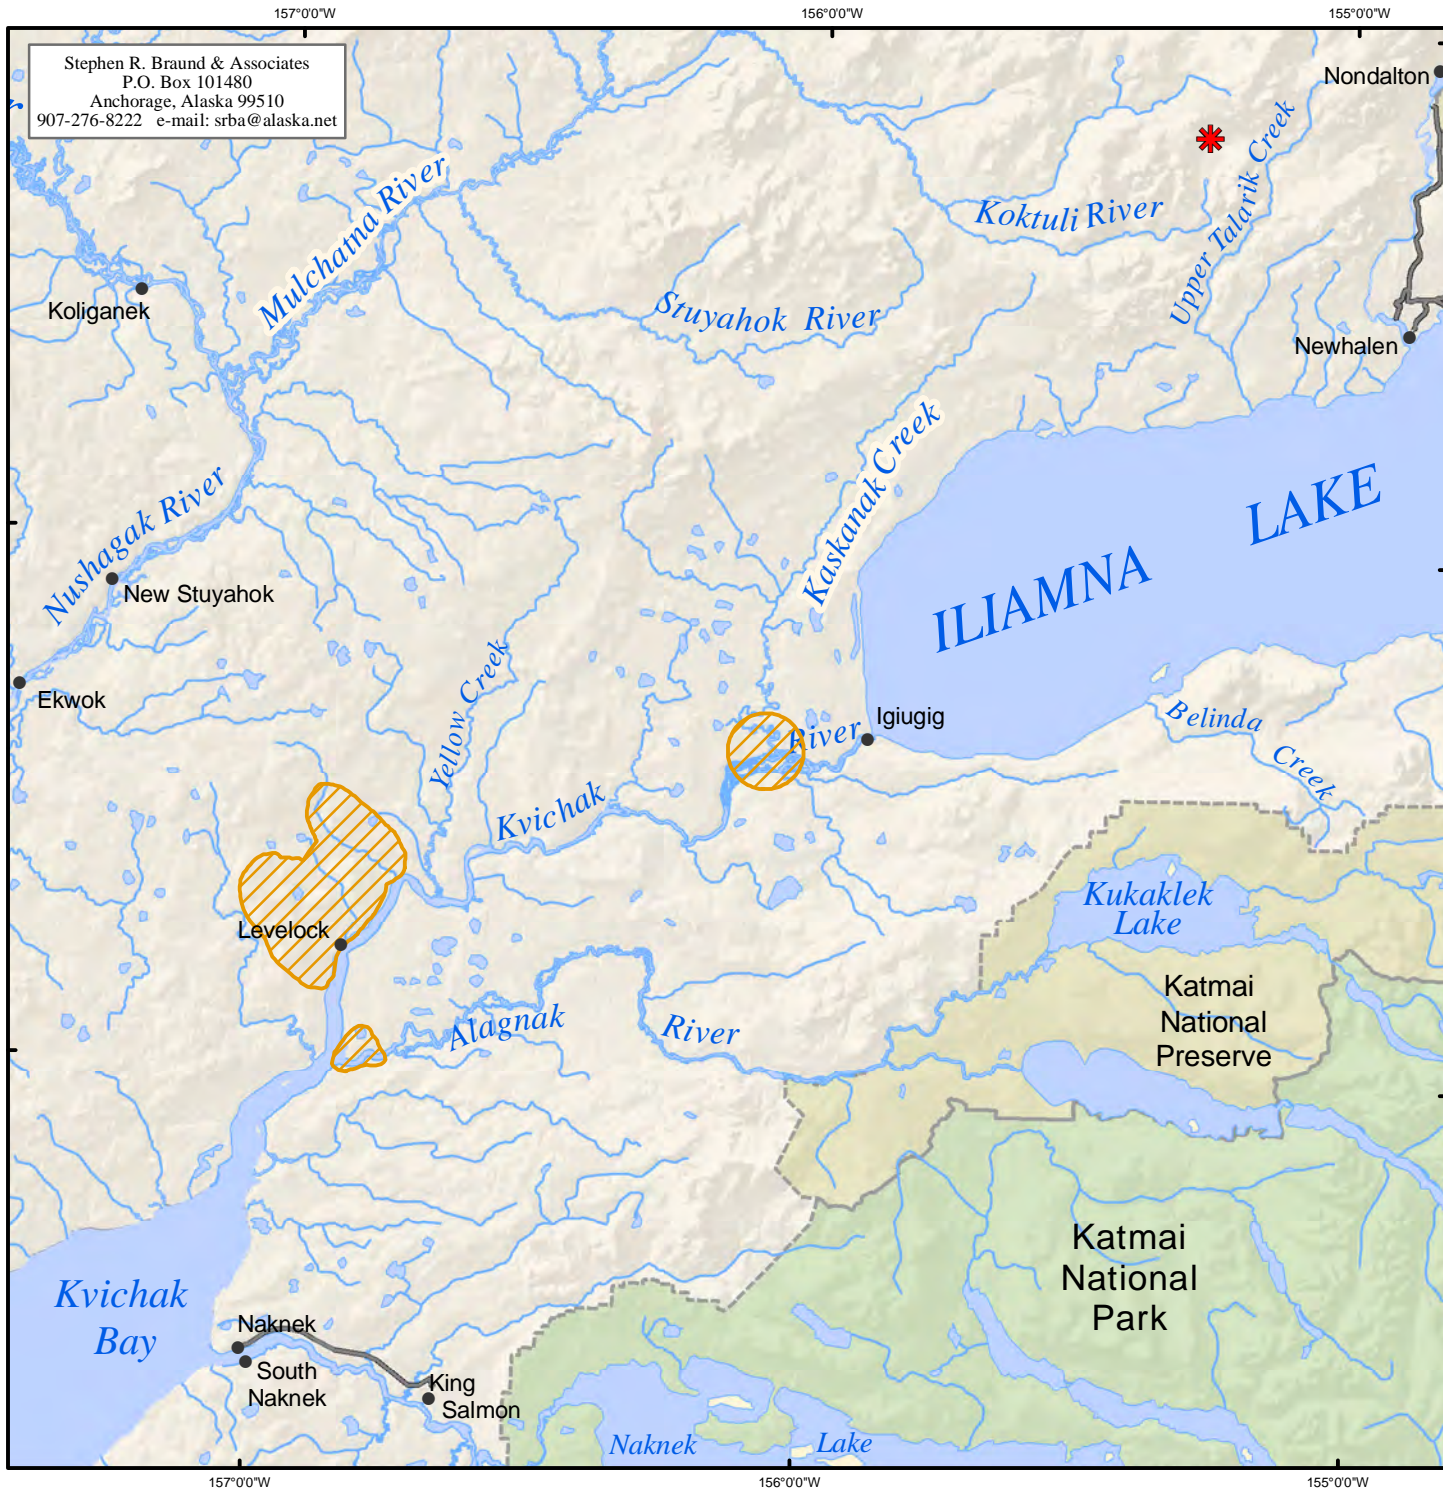 157°0'0"W
156°0'0"W
155°0'0"W
Stephen R. Braund & Associates
P.O. Box 101480
Anchorage, Alaska 99510
907-276-8222 e-mail: srba@alaska.net
Nondalton
Upper Talarik Creek
Koktuli River
Mulchatna River
Koliganek
Stuyahok River
Newhalen
Kaskanak Creek
LAKE
ILIAMNA
Nushagak River
New Stuyahok
Ekwok
Yellow Creek
Igiugig
River
Kvichak
Belinda
Creek
Levelock
Kukaklek
Lake
Alagnak
River
Katmai
National
Preserve
Katmai
National
Park
Kvichak
Bay
Naknek
South
Naknek
King
Salmon
Naknek
Lake
157°0'0"W
156°0'0"W
155°0'0"W